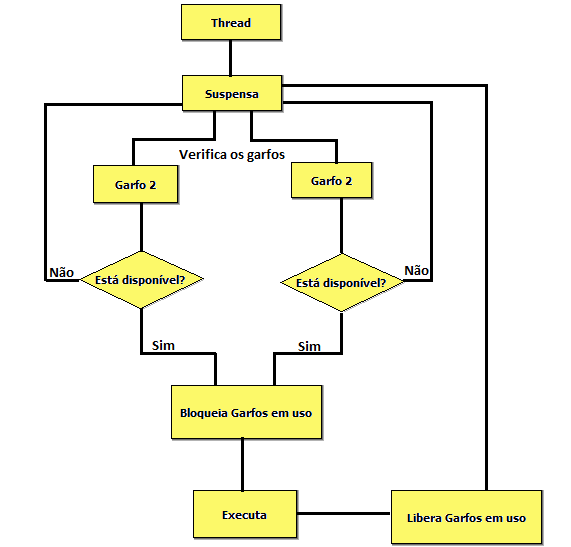 Thread
Suspensa
Verifica os garfos
Garfo 2
Garfo 2
Não
Está disponível?
Está disponível?
Não
Sim
Sim
Bloqueia Garfos em uso
Executa
Libera Garfos em uso